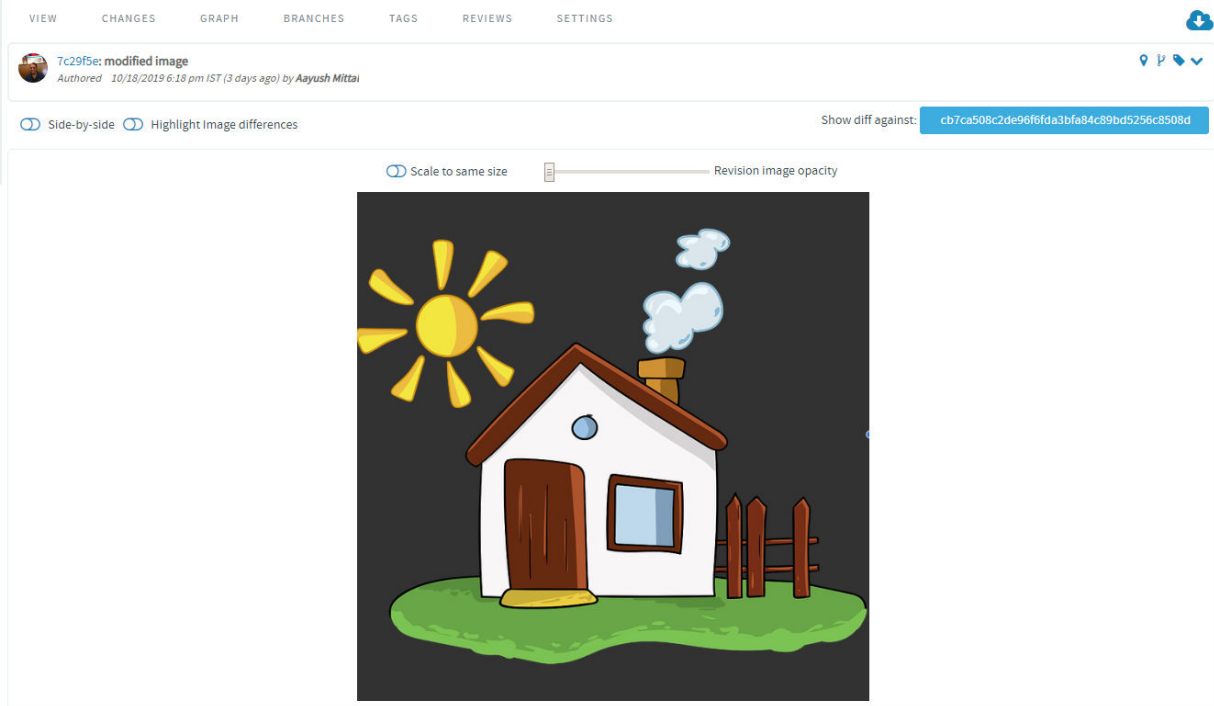 VIEW CHANGES GRAPH BRANCHES TAGS REVIEWS SETTINGS
7c29f5e: modified image
Authored 10/18/2019 6:18 pm IST (3 days ago) by Aayush Mittal
Side-by-side Highlight Image differences
Show diff against: cb7ca508c2de96f6fda3bfa84c89bd5256c8508d
Scale to same size Revision image opacity